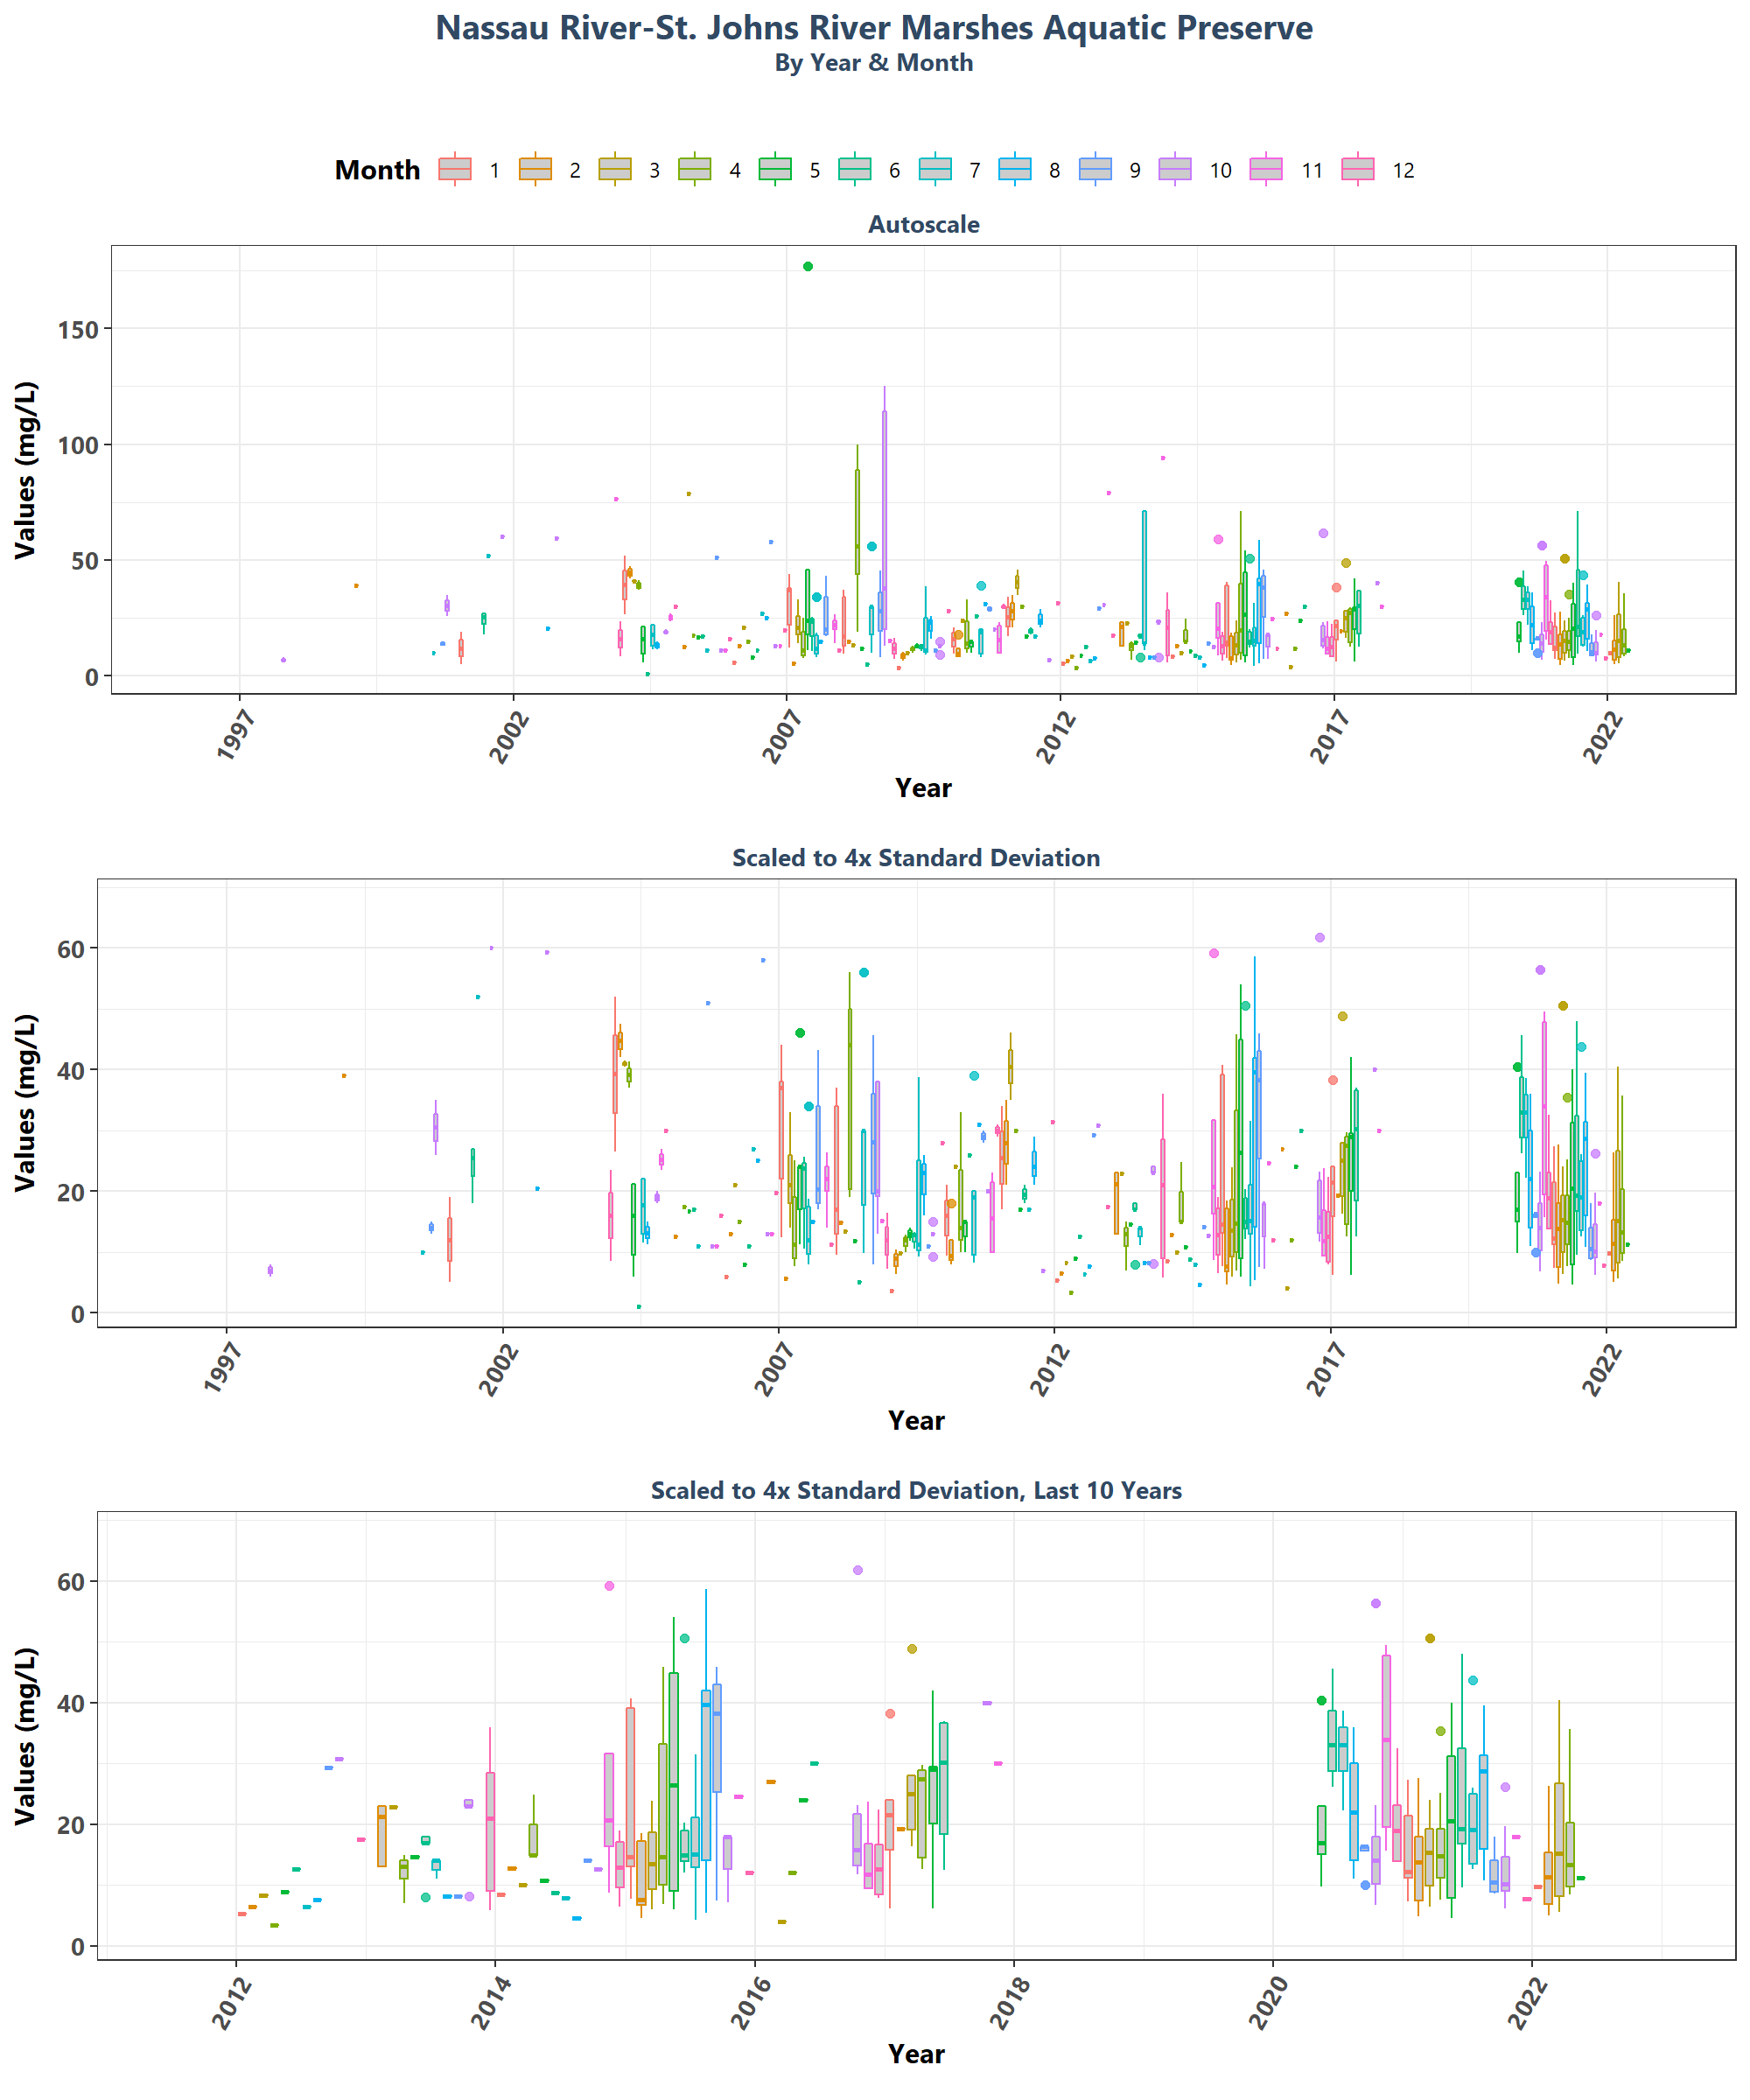 Nassau River-St. Johns River Marshes Aquatic Preserve
By Year & Month
Month 1 2 3 4 5 6 7 8 9 10 11 12
Autoscale
Values (mg/L)
150
100
50
0
1997 2002 2007 2012 2017 2022
Year
Scaled to 4x Standard Deviation
Values (mg/L)
60
40
20
0
1997 2002 2007 2012 2017 2022
Year
Scaled to 4x Standard Deviation, Last 10 Years
Values (mg/L)
60
40
20
0
2012 2014 2016 2018 2020 2022
Year